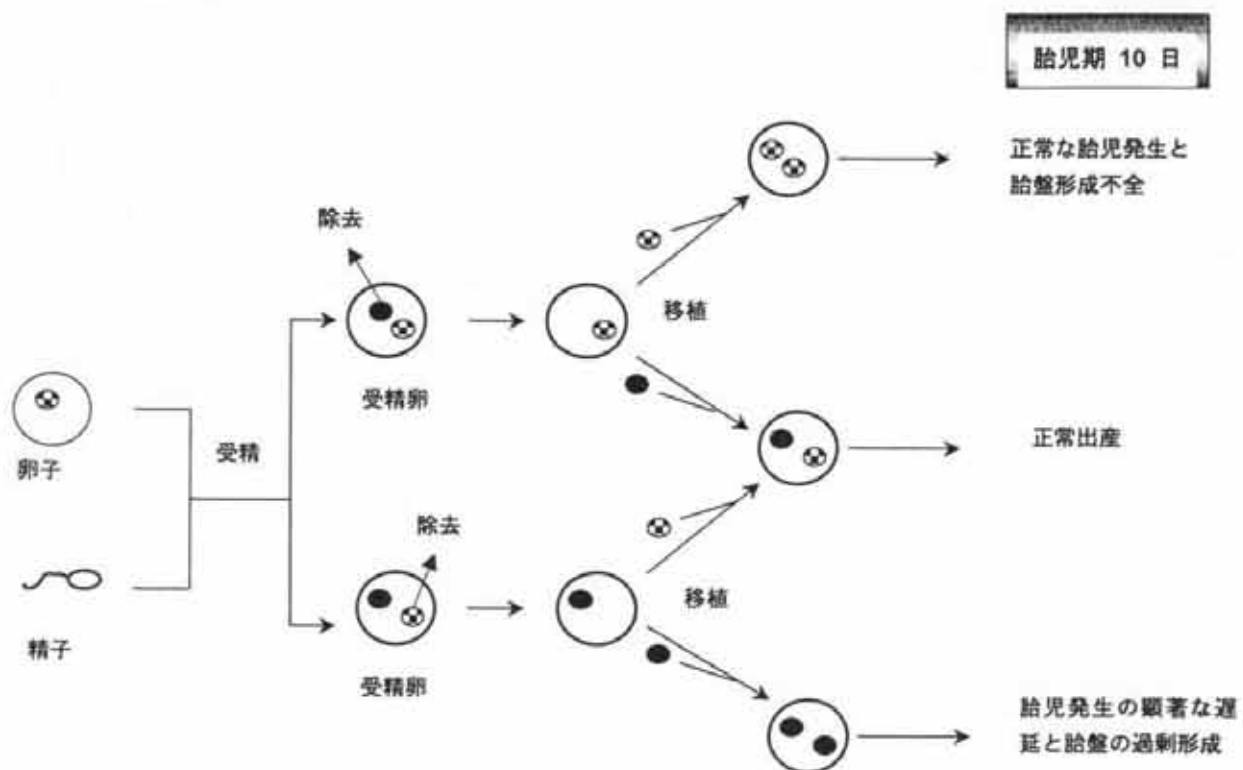 胎児期 10 日
正常な胎児発生と
胎盤形成不全
除去
移植
受精卵
卵子
受精
正常出産
除去
移植
精子
受精卵
胎児発生の顕著な遅
延と胎盤の過剰形成